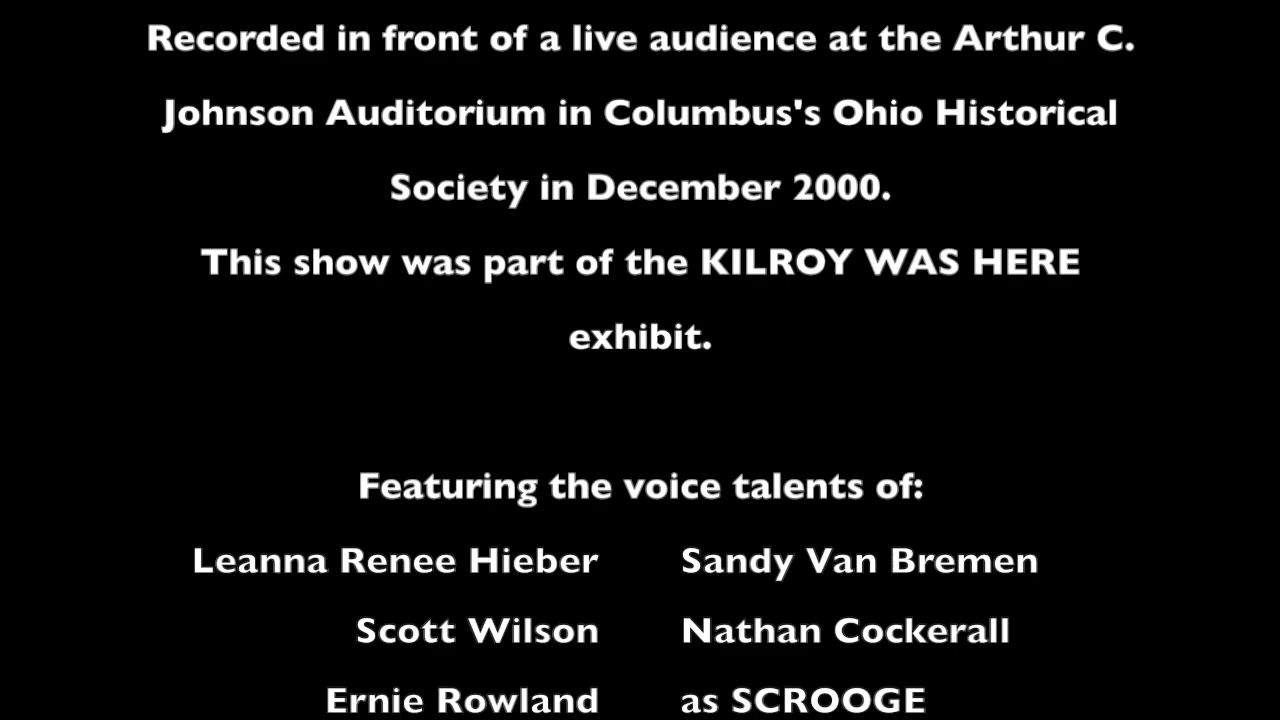 Recorded in front of a live audience at the Arthur C.
Johnson Auditorium in Columbus's Ohio Historical
Society in December 2000.
This show was part of the KILROY WAS HERE
exhibit.
Featuring the voice talents of:
Leanna Renee Hieber Sandy Van Bremen
Scott Wilson Nathan Cockerall
Ernie Rowland as SCROOGE